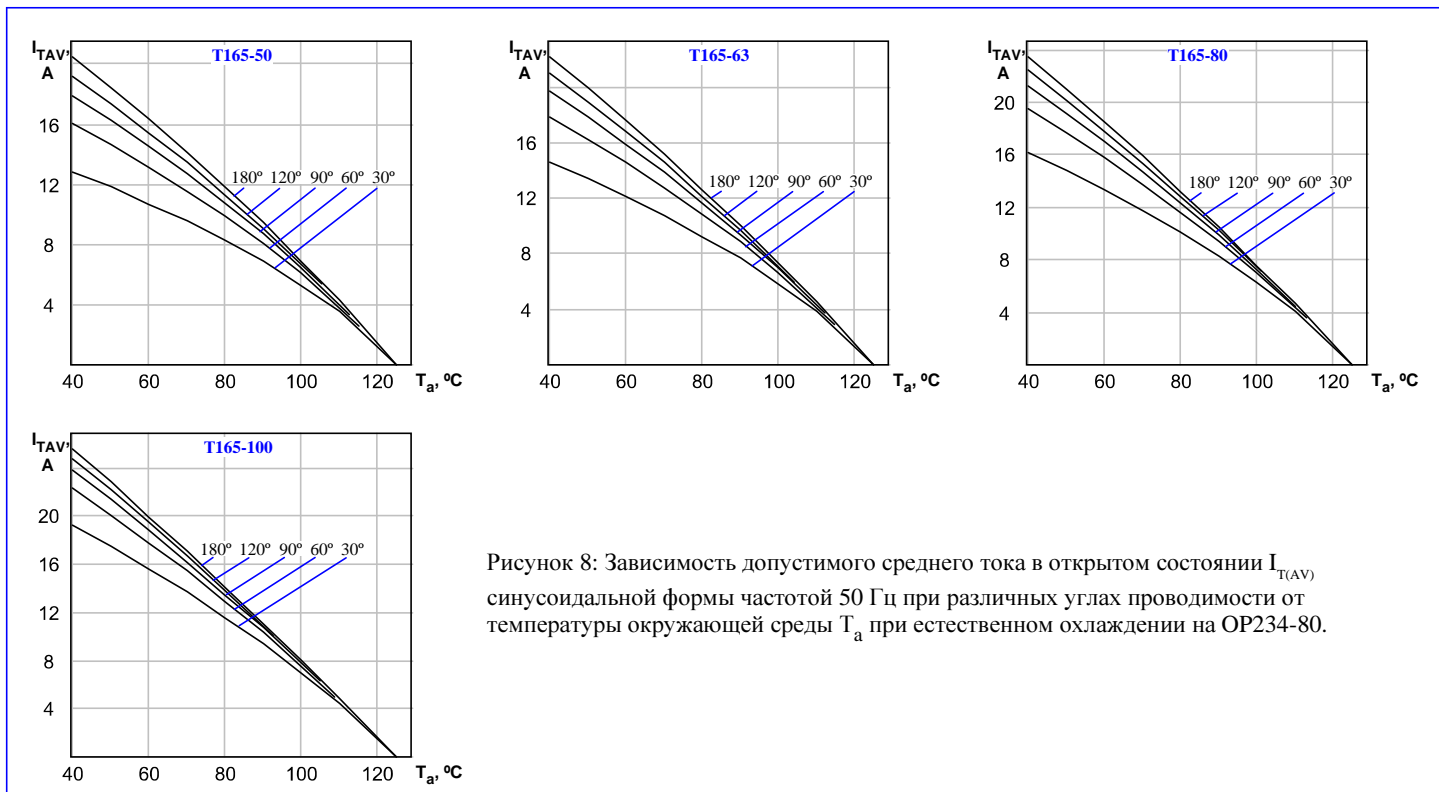 I_TAV, A
T165-50
16
12
8
4
180º 120º 90º 60º 30º
40 60 80 100 120 T_a, ºC
I_TAV, A
T165-63
16
12
8
4
180º 120º 90º 60º 30º
40 60 80 100 120 T_a, ºC
I_TAV, A
T165-80
20
16
12
8
4
180º 120º 90º 60º 30º
40 60 80 100 120 T_a, ºC
I_TAV, A
T165-100
20
16
12
8
4
180º 120º 90º 60º 30º
40 60 80 100 120 T_a, ºC
Рисунок 8: Зависимость допустимого среднего тока в открытом состоянии I_T(AV)
синусоидальной формы частотой 50 Гц при различных углах проводимости от
температуры окружающей среды T_a при естественном охлаждении на ОР234-80.